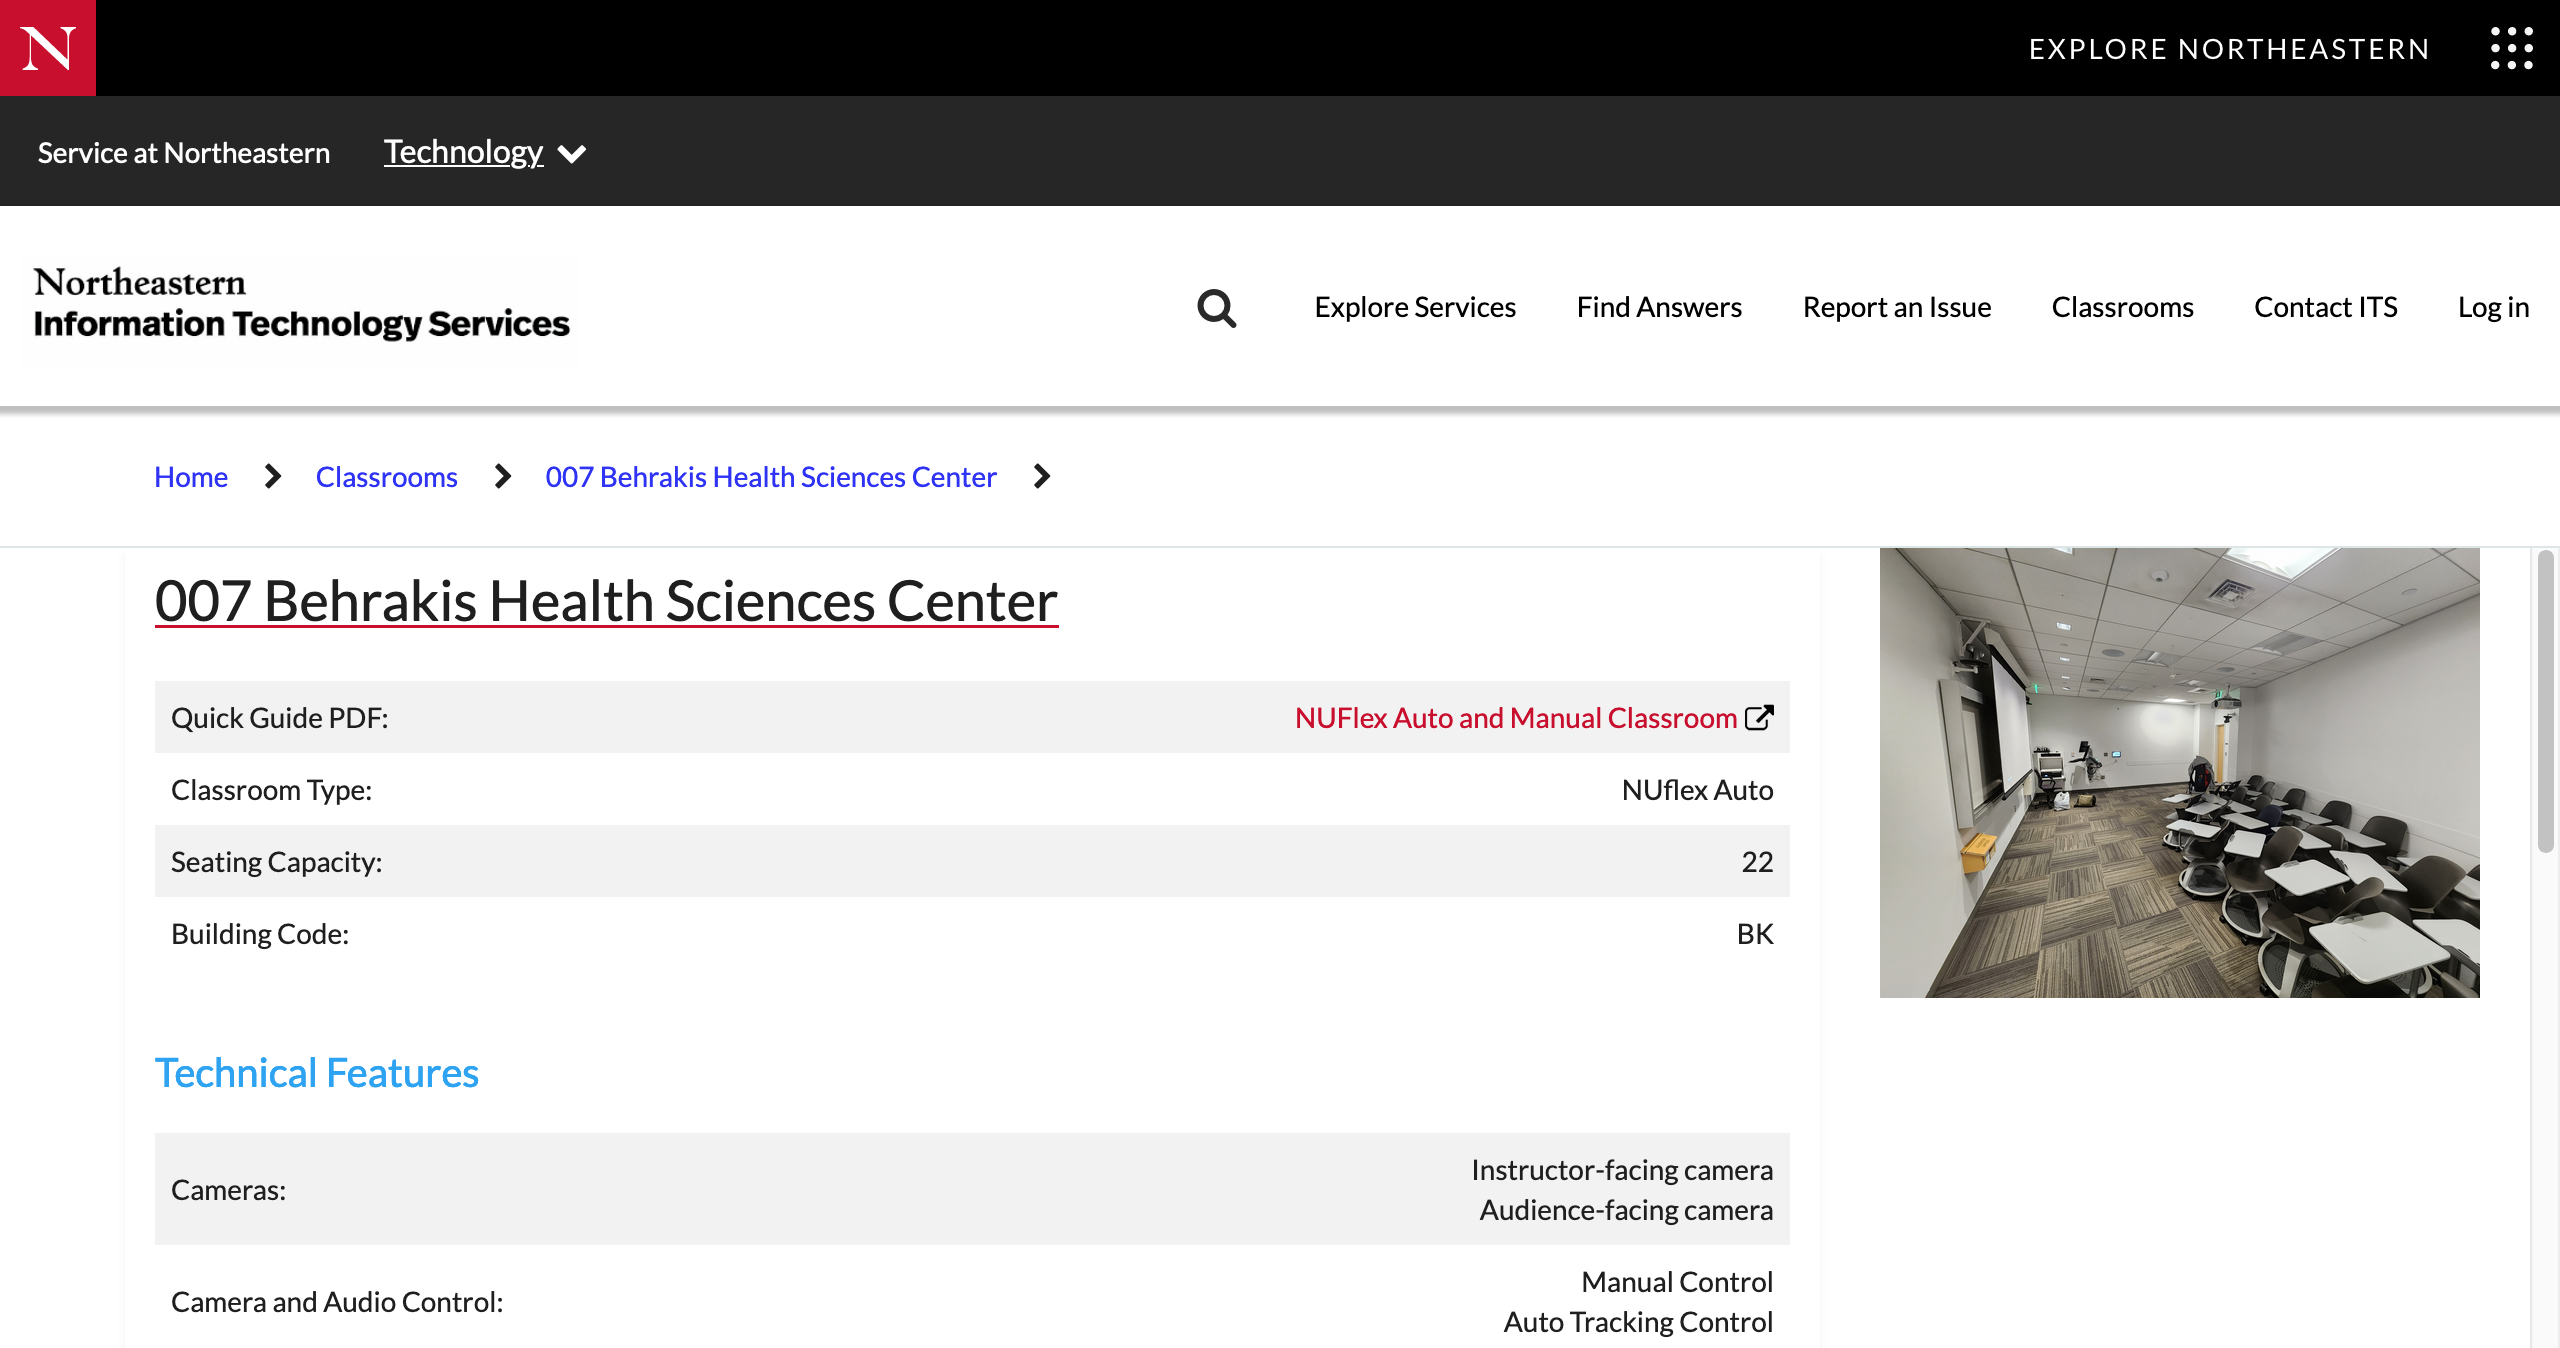 N
EXPLORE NORTHEASTERN
Service at Northeastern Technology
Northeastern
Information Technology Services
Explore Services Find Answers Report an Issue Classrooms Contact ITS Log in
Home Classrooms 007 Behrakis Health Sciences Center
007 Behrakis Health Sciences Center
Quick Guide PDF: NUFlex Auto and Manual Classroom
Classroom Type: NUflex Auto
Seating Capacity: 22
Building Code: BK
Technical Features
Cameras: Instructor-facing camera
Audience-facing camera
Camera and Audio Control: Manual Control
Auto Tracking Control